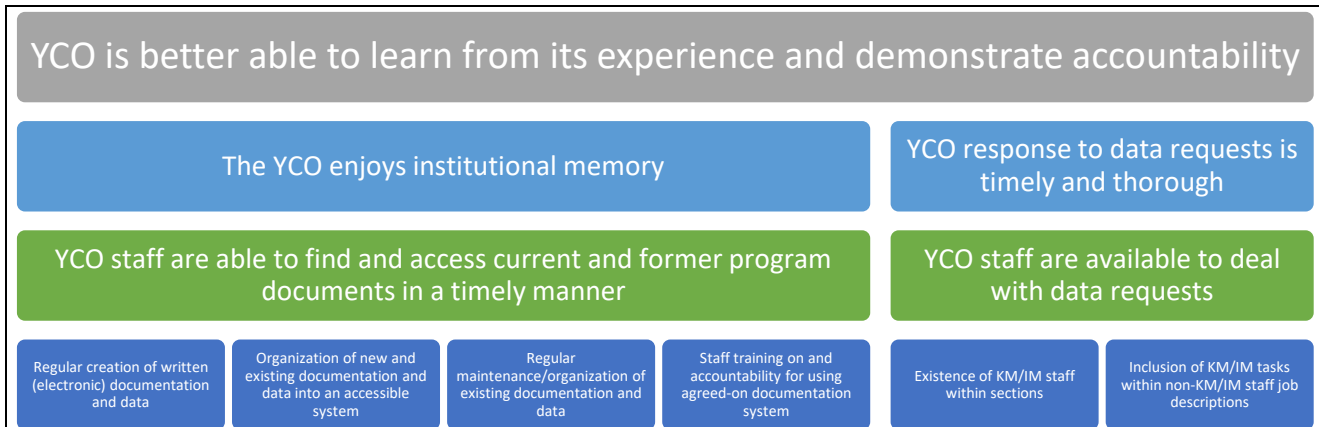 YCO is better able to learn from its experience and demonstrate accountability
The YCO enjoys institutional memory
YCO response to data requests is
timely and thorough
YCO staff are able to find and access current and former program
documents in a timely manner
YCO staff are available to deal
with data requests
Regular creation of written
(electronic) documentation
and data
Organization of new and
existing documentation and
data into an accessible
system
Regular
maintenance/organization of
existing documentation and
data
Staff training on and
accountability for using
agreed-on documentation
system
Existence of KM/IM staff
within sections
Inclusion of KM/IM tasks
within non-KM/IM staff job
descriptions